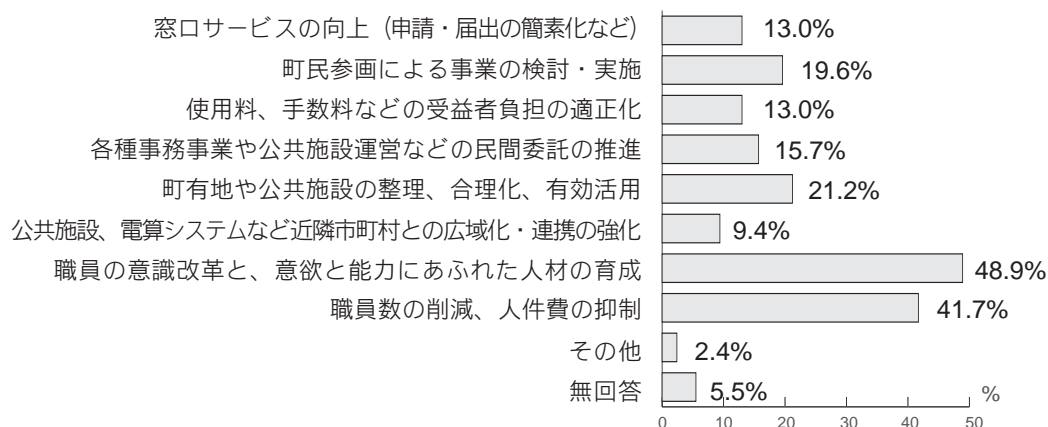 窓口サービスの向上（申請・届出の簡素化など） 13.0%
町民参画による事業の検討・実施 19.6%
使用料、手数料などの受益者負担の適正化 13.0%
各種事務事業や公共施設運営などの民間委託の推進 15.7%
町有地や公共施設の整理、合理化、有効活用 21.2%
公共施設、電算システムなど近隣市町村との広域化・連携の強化 9.4%
職員の意識改革と、意欲と能力にあふれた人材の育成 48.9%
職員数の削減、人件費の抑制 41.7%
その他 2.4%
無回答 5.5%
%
0 10 20 30 40 50